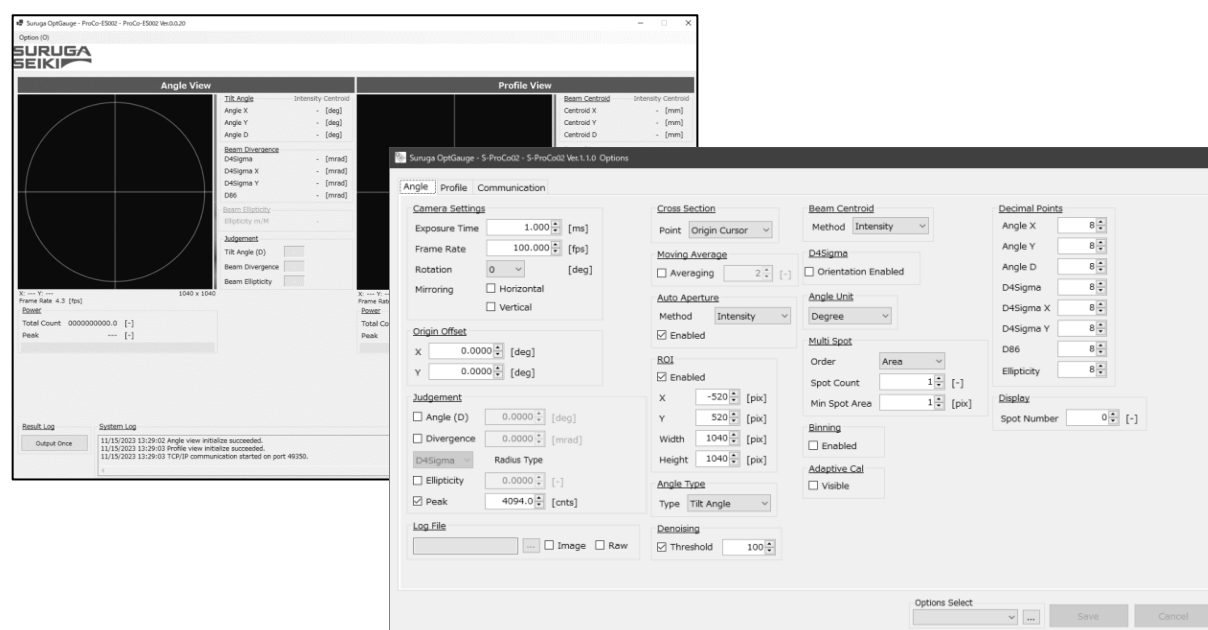 Suruga OptGauge - ProCo-ES002 - ProCo-ES002 Ver.0.0.20
Option (O)
SURUGA
SEIKI
Angle View
Profile View
Tilt Angle Intensity Centroid
Angle X - [deg]
Angle Y - [deg]
Angle D - [deg]
Beam Divergence
D4Sigma - [mrad]
D4Sigma X - [mrad]
D4Sigma Y - [mrad]
D86 - [mrad]
Beam Ellipticity
Ellipticity m/M -
Judgement
Tilt Angle (D)
Beam Divergence
Beam Ellipticity
X: --- Y: --- 1040 x 1040
Frame Rate 4.3 [fps]
Power
Total Count 0000000000.0 [-]
Peak --- [-]
Beam Centroid Intensity Centroid
Centroid X - [mm]
Centroid Y - [mm]
Centroid D - [mm]
X: --- Y:
Frame Rat
Power
Total Co
Peak
Result Log
Output Once
System Log
11/15/2023 13:29:02 Angle view initialize succeeded.
11/15/2023 13:29:03 Profile view initialize succeeded.
11/15/2023 13:29:03 TCP/IP communication started on port 49350.
Suruga OptGauge - S-ProCo02 - S-ProCo02 Ver.1.1.0 Options
Angle Profile Communication
Camera Settings
Exposure Time 1.000 [ms]
Frame Rate 100.000 [fps]
Rotation 0 [deg]
Mirroring Horizontal
Vertical
Origin Offset
X 0.0000 [deg]
Y 0.0000 [deg]
Judgement
Angle (D) 0.0000 [deg]
Divergence 0.0000 [mrad]
D4Sigma Radius Type
Ellipticity 0.0000 [-]
Peak 4094.0 [cnts]
Log File
... Image Raw
Cross Section
Point Origin Cursor
Moving Average
Averaging 2 [-]
Auto Aperture
Method Intensity
Enabled
ROI
Enabled
X -520 [pix]
Y 520 [pix]
Width 1040 [pix]
Height 1040 [pix]
Angle Type
Type Tilt Angle
Denoising
Threshold 100
Beam Centroid
Method Intensity
D4Sigma
Orientation Enabled
Angle Unit
Degree
Multi Spot
Order Area
Spot Count 1 [-]
Min Spot Area 1 [pix]
Binning
Enabled
Adaptive Cal
Visible
Decimal Points
Angle X 8
Angle Y 8
Angle D 8
D4Sigma 8
D4Sigma X 8
D4Sigma Y 8
D86 8
Ellipticity 8
Display
Spot Number 0 [-]
Options Select
... Save Cancel